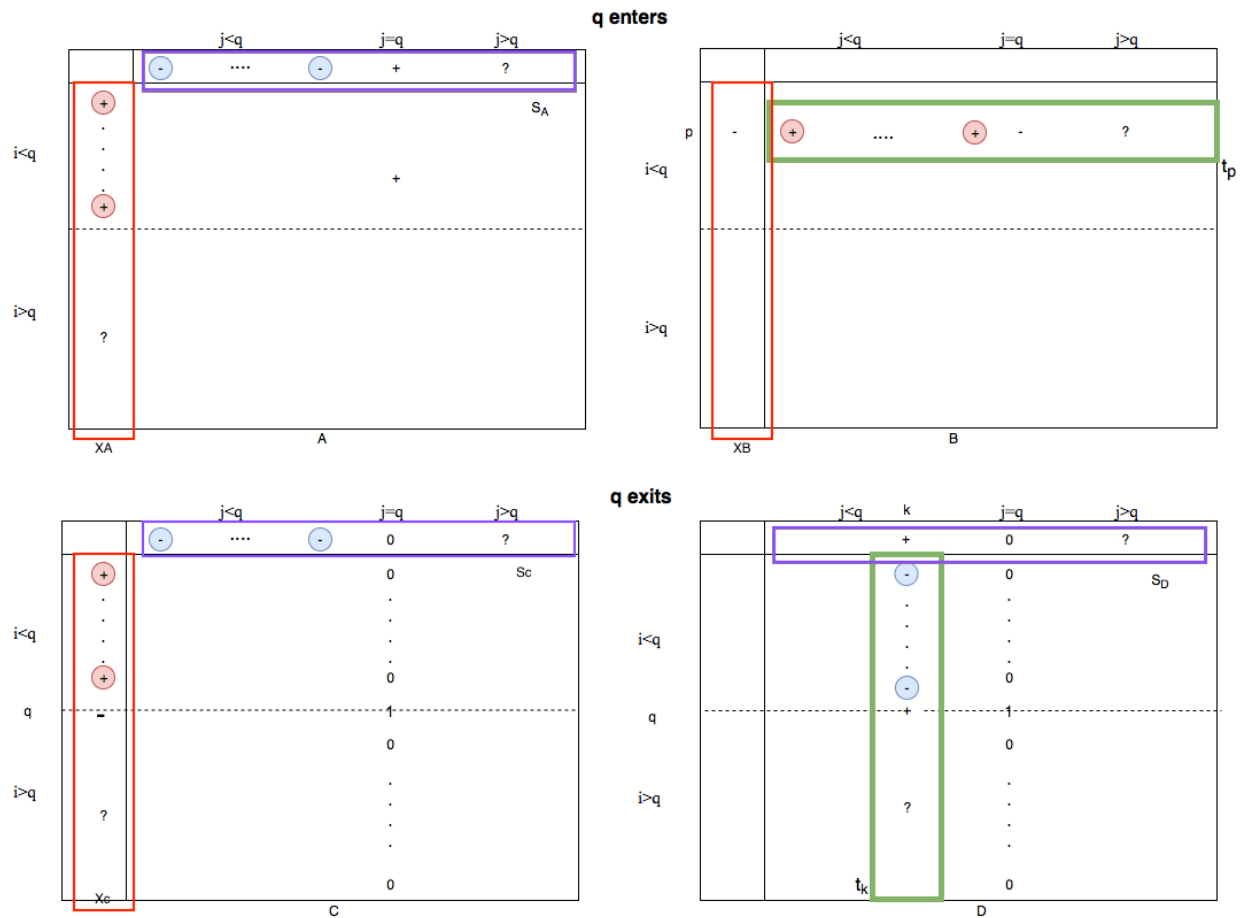 q enters
j<q j=q j>q
- .... - + ?
S_A
+
.
.
.
.
+
i<q
+
i>q
?
XA
A
j<q j=q j>q
p - + .... + - ?
i<q
t_p
i>q
XB
B
q exits
j<q j=q j>q
- .... - 0 ?
Sc
+ 0
. .
. .
. .
. .
i<q
+ 0
q - 1
0
i>q
.
.
.
.
?
0
Xc
C
j<q k j=q j>q
+ 0 ?
S_D
- 0
. .
. .
. .
. .
i<q
0
-
q + 1
0
i>q
.
.
.
.
?
t_k
0
D